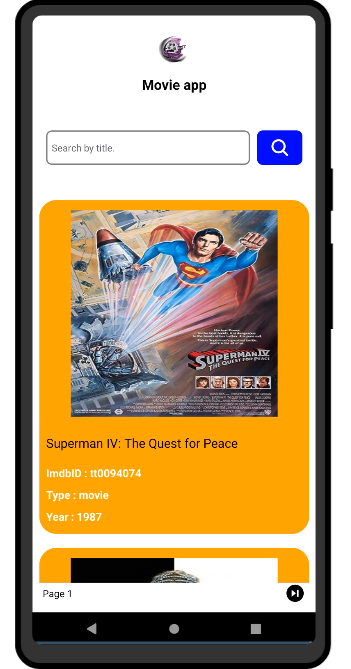 Movie app
Search by title.
SUPERMAN IV
THE QUEST FOR PEACE
Superman IV: The Quest for Peace
ImdbID : tt0094074
Type : movie
Year : 1987
Page 1